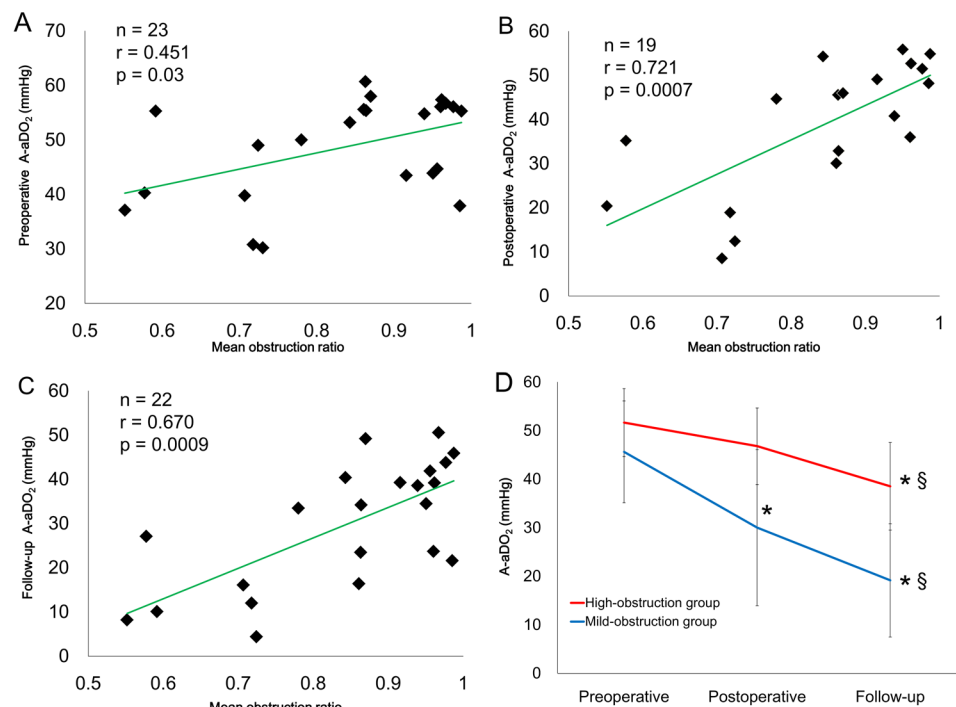 A
n = 23
r = 0.451
p = 0.03
Preoperative A-aDO₂ (mmHg)
70
60
50
40
30
20
0.5
0.6
0.7
0.8
0.9
1
Mean obstruction ratio
B
n = 19
r = 0.721
p = 0.0007
Postoperative A-aDO₂ (mmHg)
60
50
40
30
20
10
0
0.5
0.6
0.7
0.8
0.9
1
Mean obstruction ratio
C
n = 22
r = 0.670
p = 0.0009
Follow-up A-aDO₂ (mmHg)
60
50
40
30
20
10
0
0.5
0.6
0.7
0.8
0.9
1
Mean obstruction ratio
D
A-aDO₂ (mmHg)
60
50
40
30
20
10
0
*
* §
* §
High-obstruction group
Mild-obstruction group
Preoperative
Postoperative
Follow-up